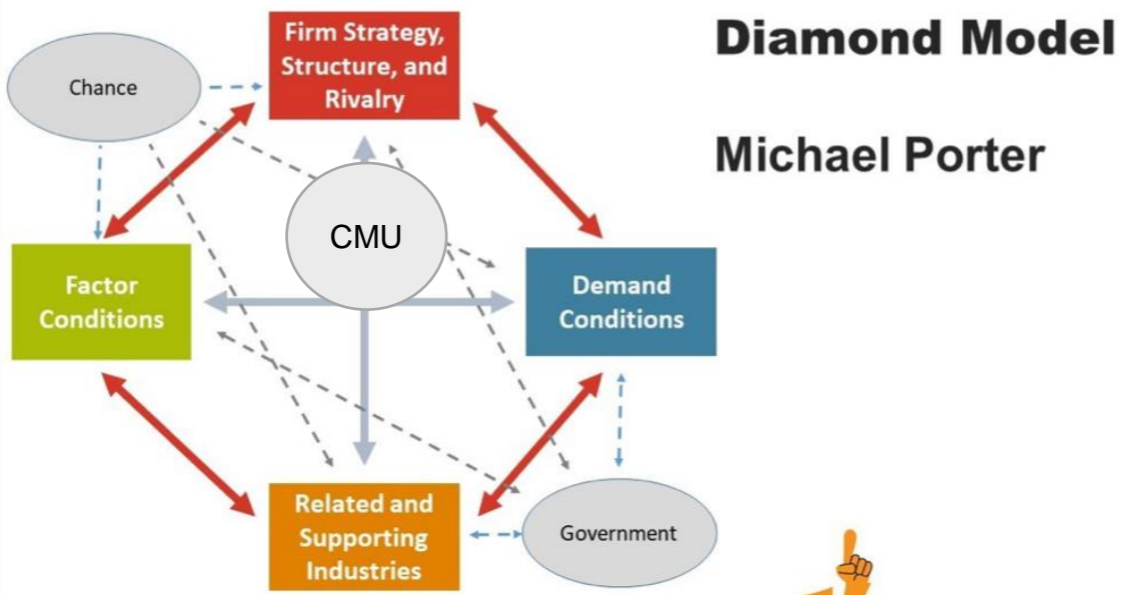 Diamond Model
Michael Porter
Firm Strategy,
Structure, and
Rivalry
Chance
CMU
Factor
Conditions
Demand
Conditions
Related and
Supporting
Industries
Government